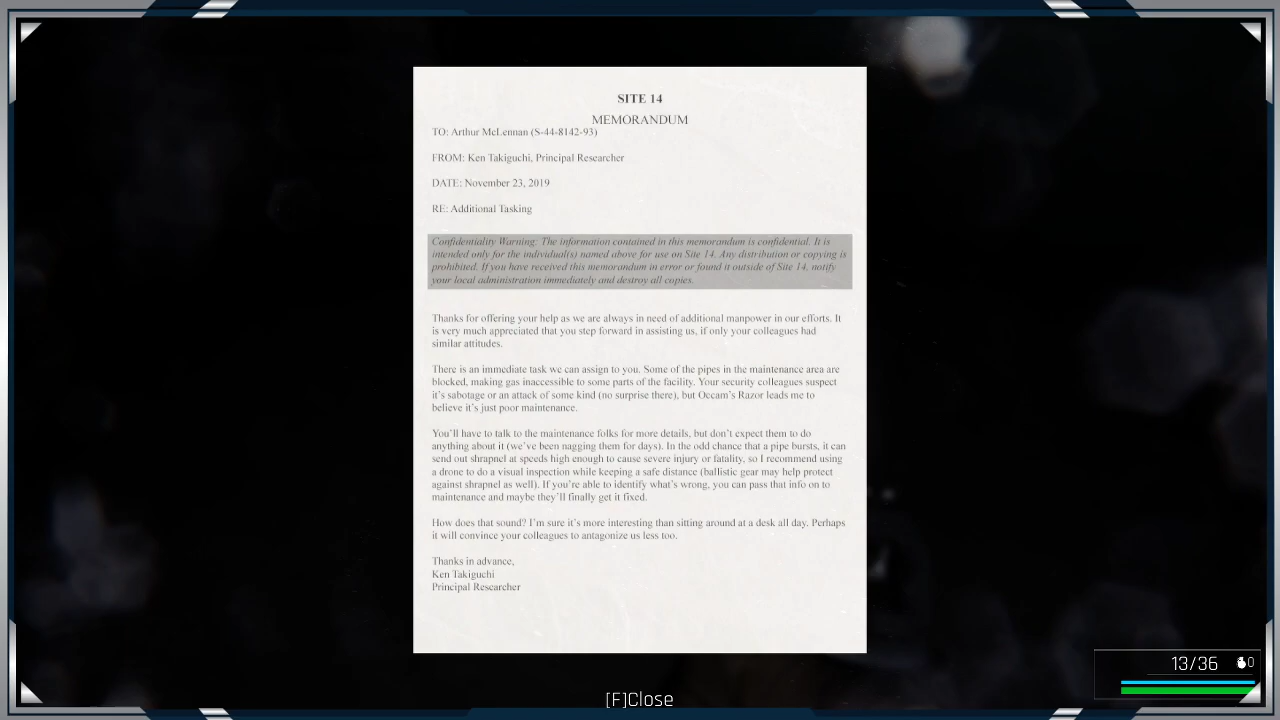 SITE 14
MEMORANDUM
TO: Arthur McLennan (S-44-8142-93)
FROM: Ken Takiguchi, Principal Researcher
DATE: November 23, 2019
RE: Additional Tasking
Confidentiality Warning: The information contained in this memorandum is confidential. It is
intended only for the individual(s) named above for use on Site 14. Any distribution or copying is
prohibited. If you have received this memorandum in error or found it outside of Site 14, notify
your local administration immediately and destroy all copies.
Thanks for offering your help as we are always in need of additional manpower in our efforts. It
is very much appreciated that you step forward in assisting us, if only your colleagues had
similar attitudes.
There is an immediate task we can assign to you. Some of the pipes in the maintenance area are
blocked, making gas inaccessible to some parts of the facility. Your security colleagues suspect
it's sabotage or an attack of some kind (no surprise there), but Occam's Razor leads me to
believe it's just poor maintenance.
You'll have to talk to the maintenance folks for more details, but don't expect them to do
anything about it (we've been nagging them for days). In the odd chance that a pipe bursts, it can
send out shrapnel at speeds high enough to cause severe injury or fatality, so I recommend using
a drone to do a visual inspection while keeping a safe distance (ballistic gear may help protect
against shrapnel as well). If you're able to identify what's wrong, you can pass that info on to
maintenance and maybe they'll finally get it fixed.
How does that sound? I'm sure it's more interesting than sitting around at a desk all day. Perhaps
it will convince your colleagues to antagonize us less too.
Thanks in advance,
Ken Takiguchi
Principal Researcher
13/36 0
[F]Close